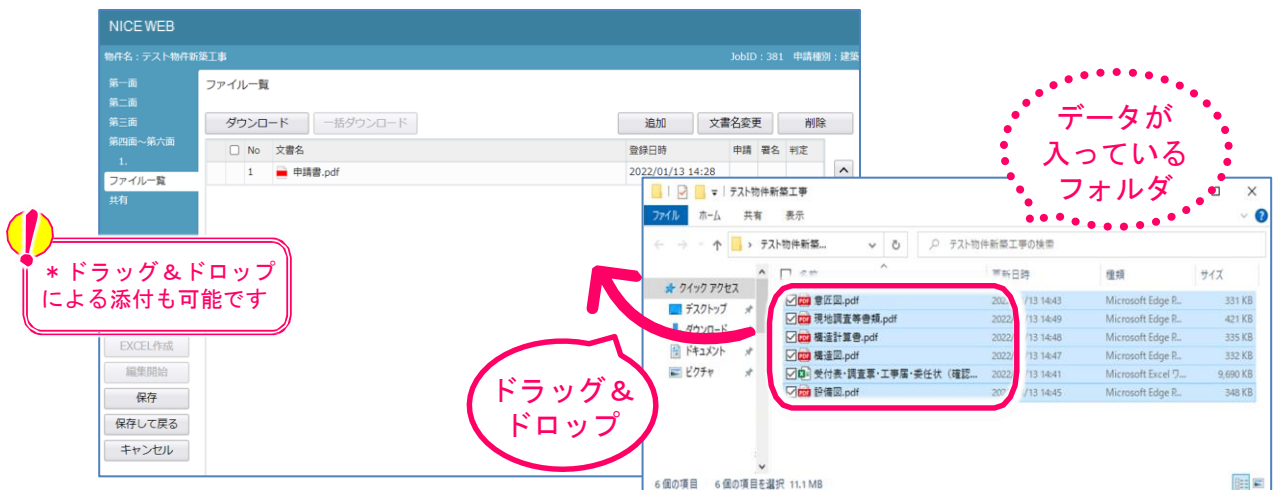 NICE WEB
物件名：テスト物件新築工事
JobID：381 申請種別：建築
第一面
第二面
第三面
第四面～第六面
1.
ファイル一覧
共有
EXCEL作成
編集開始
保存
保存して戻る
キャンセル
ファイル一覧
ダウンロード 一括ダウンロード 追加 文書名変更 削除
No 文書名 登録日時 申請 署名 判定
1 申請書.pdf 2022/01/13 14:28
＊ドラッグ＆ドロップ
による添付も可能です
データが
入っている
フォルダ
テスト物件新築工事
ファイル ホーム 共有 表示
テスト物件新築... テスト物件新築工事の検索
更新日時 種類 サイズ
クイック アクセス
デスクトップ
ダウンロード
ドキュメント
ピクチャ
意匠図.pdf /13 14:43 Microsoft Edge P... 331 KB
現地調査等書類.pdf 2022/ /13 14:49 Microsoft Edge P... 421 KB
構造計算書.pdf 2022/ /13 14:48 Microsoft Edge P... 335 KB
構造図.pdf 2022/ /13 14:47 Microsoft Edge P... 332 KB
受付表・調査票・工事届・委任状（確認... 2022/ /13 14:41 Microsoft Excel ワ... 9,690 KB
設備図.pdf /13 14:45 Microsoft Edge P... 348 KB
6 個の項目 6 個の項目を選択 11.1 MB
ドラッグ＆
ドロップ